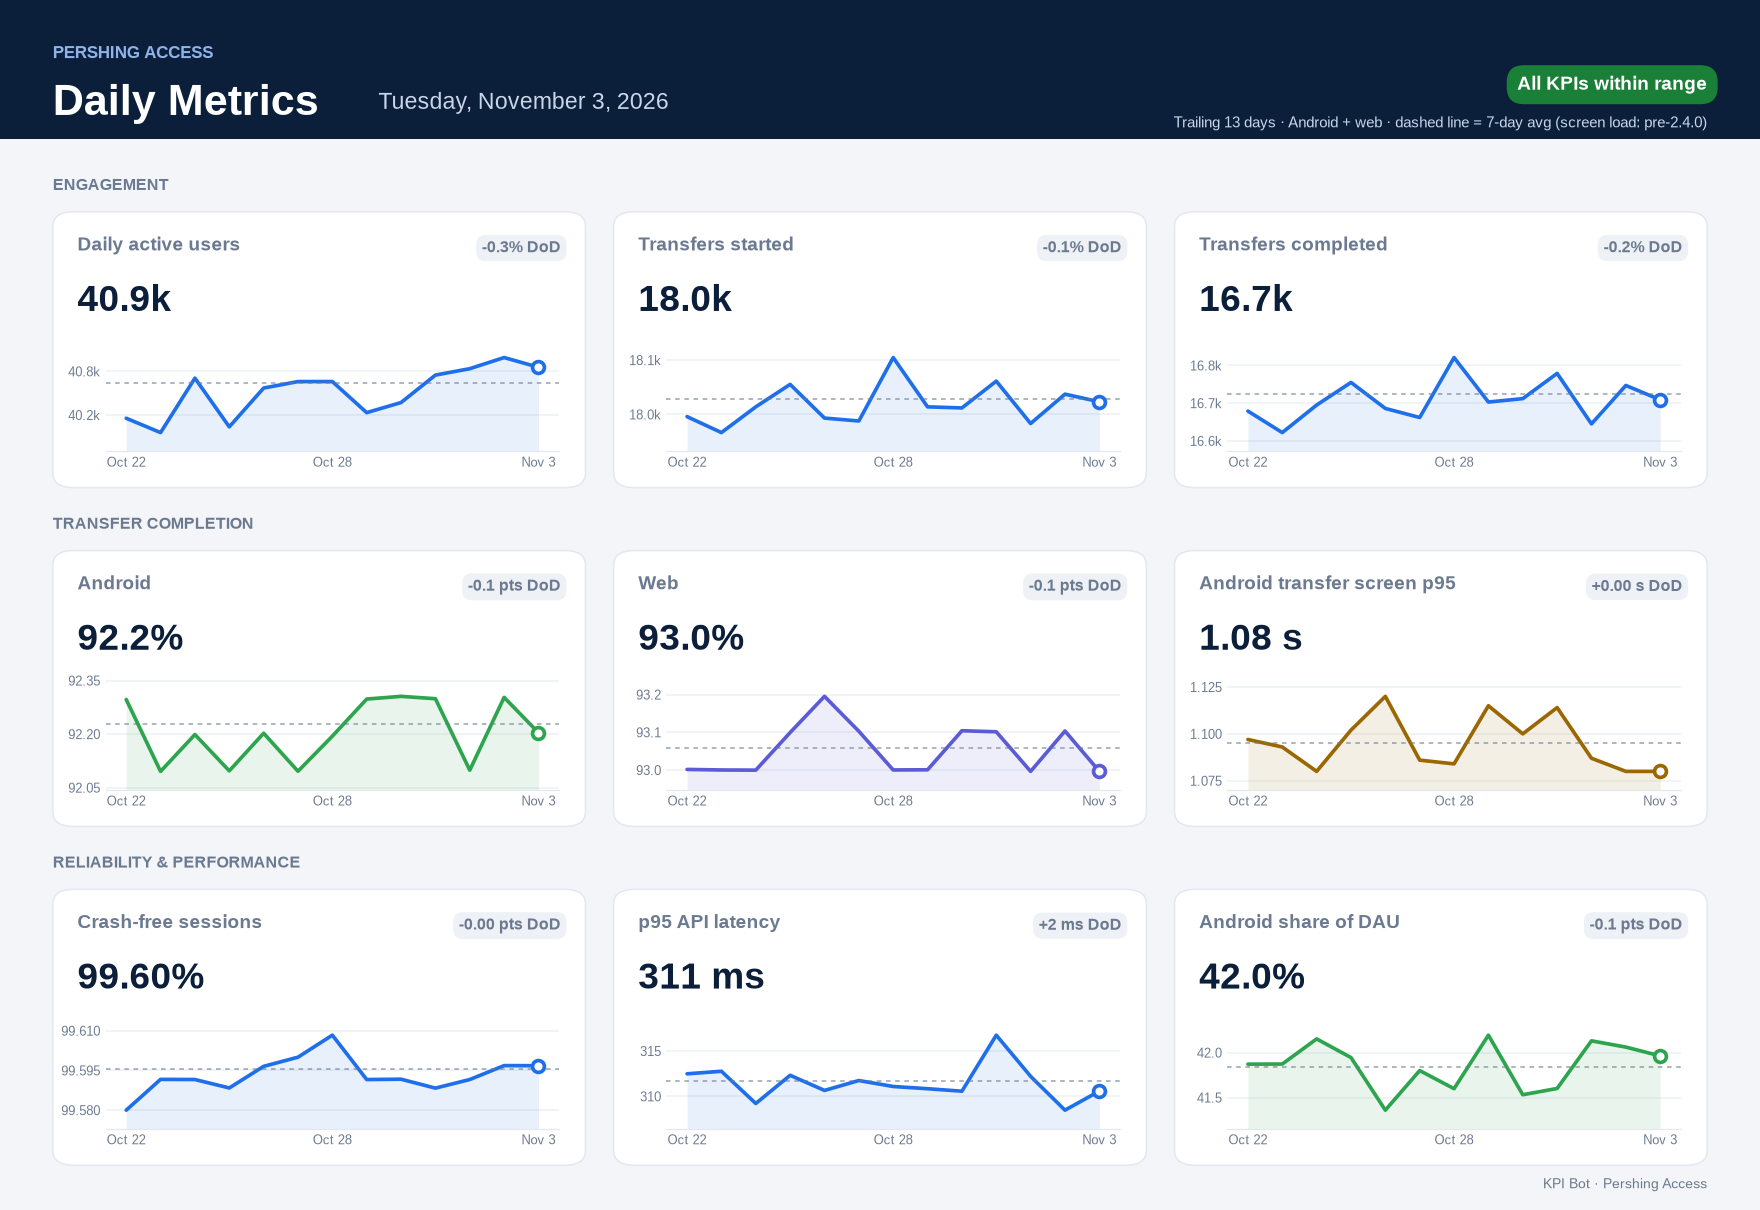 PERSHING ACCESS
Daily Metrics
Tuesday, November 3, 2026
All KPIs within range
Trailing 13 days · Android + web · dashed line = 7-day avg (screen load: pre-2.4.0)
ENGAGEMENT
Daily active users
-0.3% DoD
40.9k
40.8k
40.2k
Oct 22
Oct 28
Nov 3
Transfers started
-0.1% DoD
18.0k
18.1k
18.0k
Oct 22
Oct 28
Nov 3
Transfers completed
-0.2% DoD
16.7k
16.8k
16.7k
16.6k
Oct 22
Oct 28
Nov 3
TRANSFER COMPLETION
Android
-0.1 pts DoD
92.2%
92.35
92.20
92.05
Oct 22
Oct 28
Nov 3
Web
-0.1 pts DoD
93.0%
93.2
93.1
93.0
Oct 22
Oct 28
Nov 3
Android transfer screen p95
+0.00 s DoD
1.08 s
1.125
1.100
1.075
Oct 22
Oct 28
Nov 3
RELIABILITY & PERFORMANCE
Crash-free sessions
-0.00 pts DoD
99.60%
99.610
99.595
99.580
Oct 22
Oct 28
Nov 3
p95 API latency
+2 ms DoD
311 ms
315
310
Oct 22
Oct 28
Nov 3
Android share of DAU
-0.1 pts DoD
42.0%
42.0
41.5
Oct 22
Oct 28
Nov 3
KPI Bot · Pershing Access